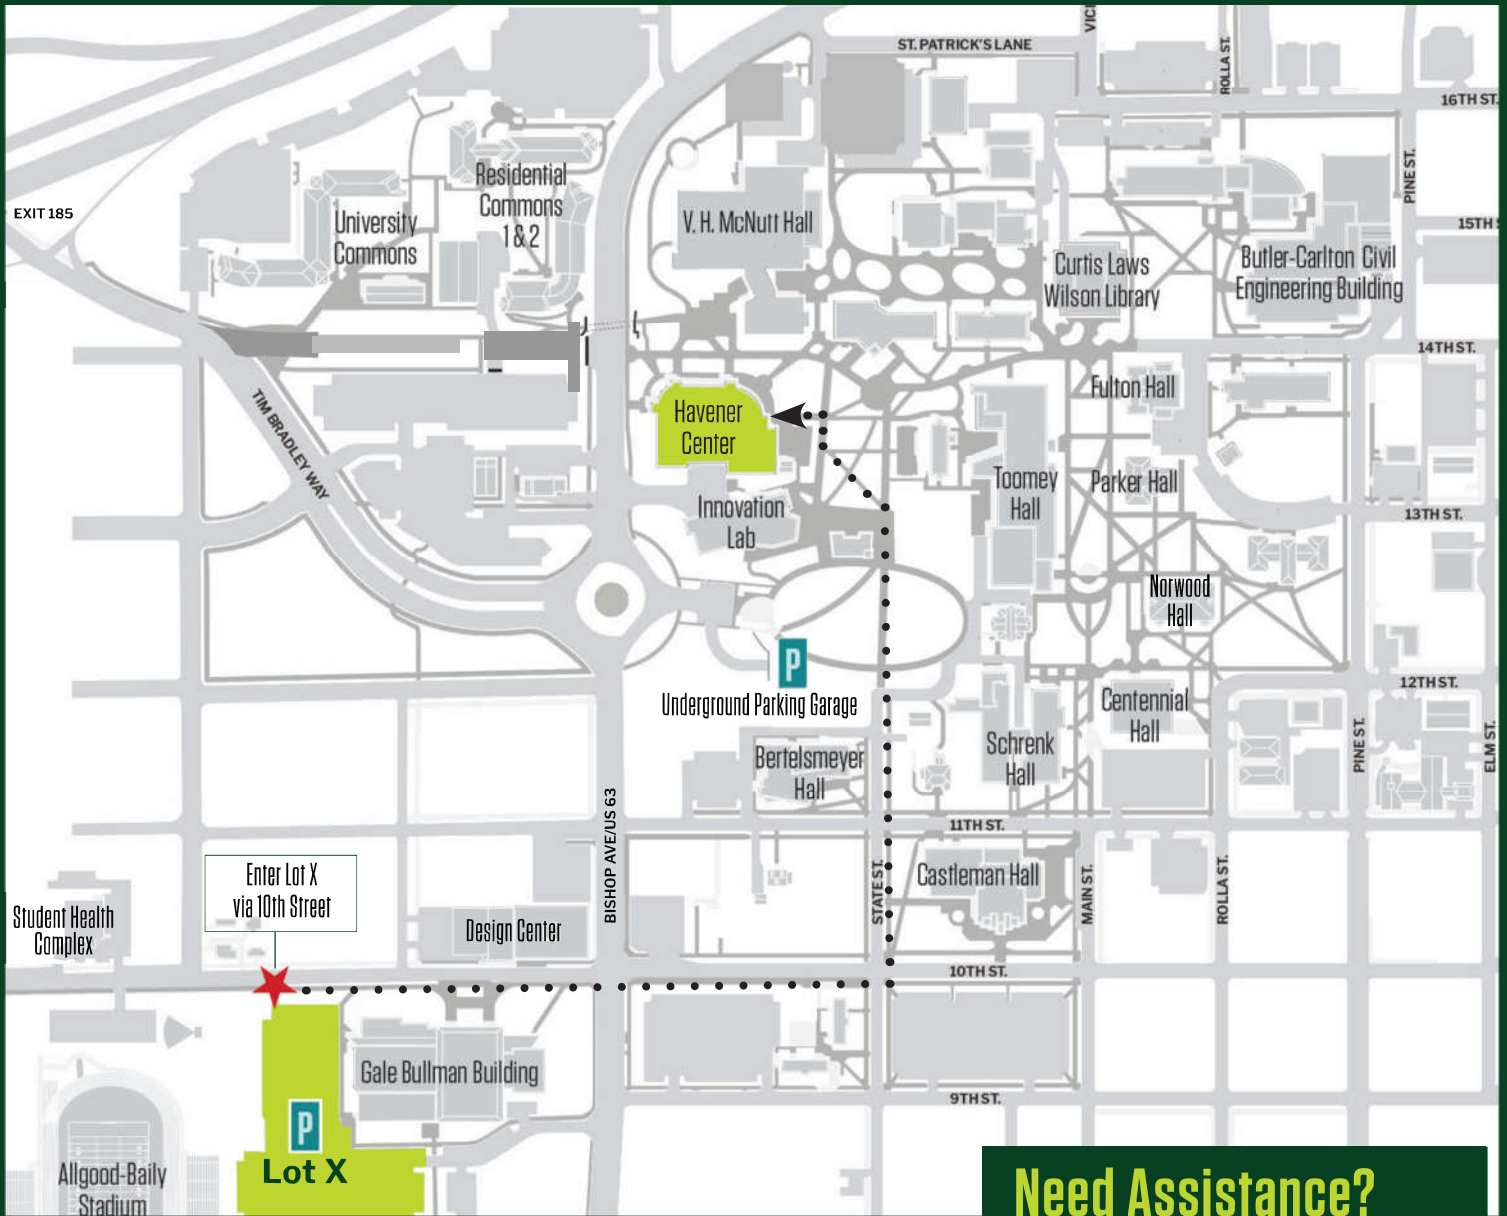 ST. PATRICK'S LANE
ROLLA ST.
16TH ST.
EXIT 185
University
Commons
Residential
Commons
1 & 2
V. H. McNutt Hall
Curtis Laws
Wilson Library
Butler-Carlton Civil
Engineering Building
PINE ST.
15TH
14TH ST.
TIM BRADLEY WAY
Havener
Center
Fulton Hall
Innovation
Lab
Toomey
Hall
Parker Hall
13TH ST.
Norwood
Hall
P
Underground Parking Garage
Centennial
Hall
12TH ST.
Bertelsmeyer
Hall
Schrenk
Hall
PINE ST.
ELM ST.
BISHOP AVE/US 63
11TH ST.
Enter Lot X
via 10th Street
Student Health
Complex
Design Center
STATE ST.
Castleman Hall
MAIN ST.
ROLLA ST.
10TH ST.
Gale Bullman Building
9TH ST.
P
Lot X
Allgood-Baily
Stadium
Need Assistance?